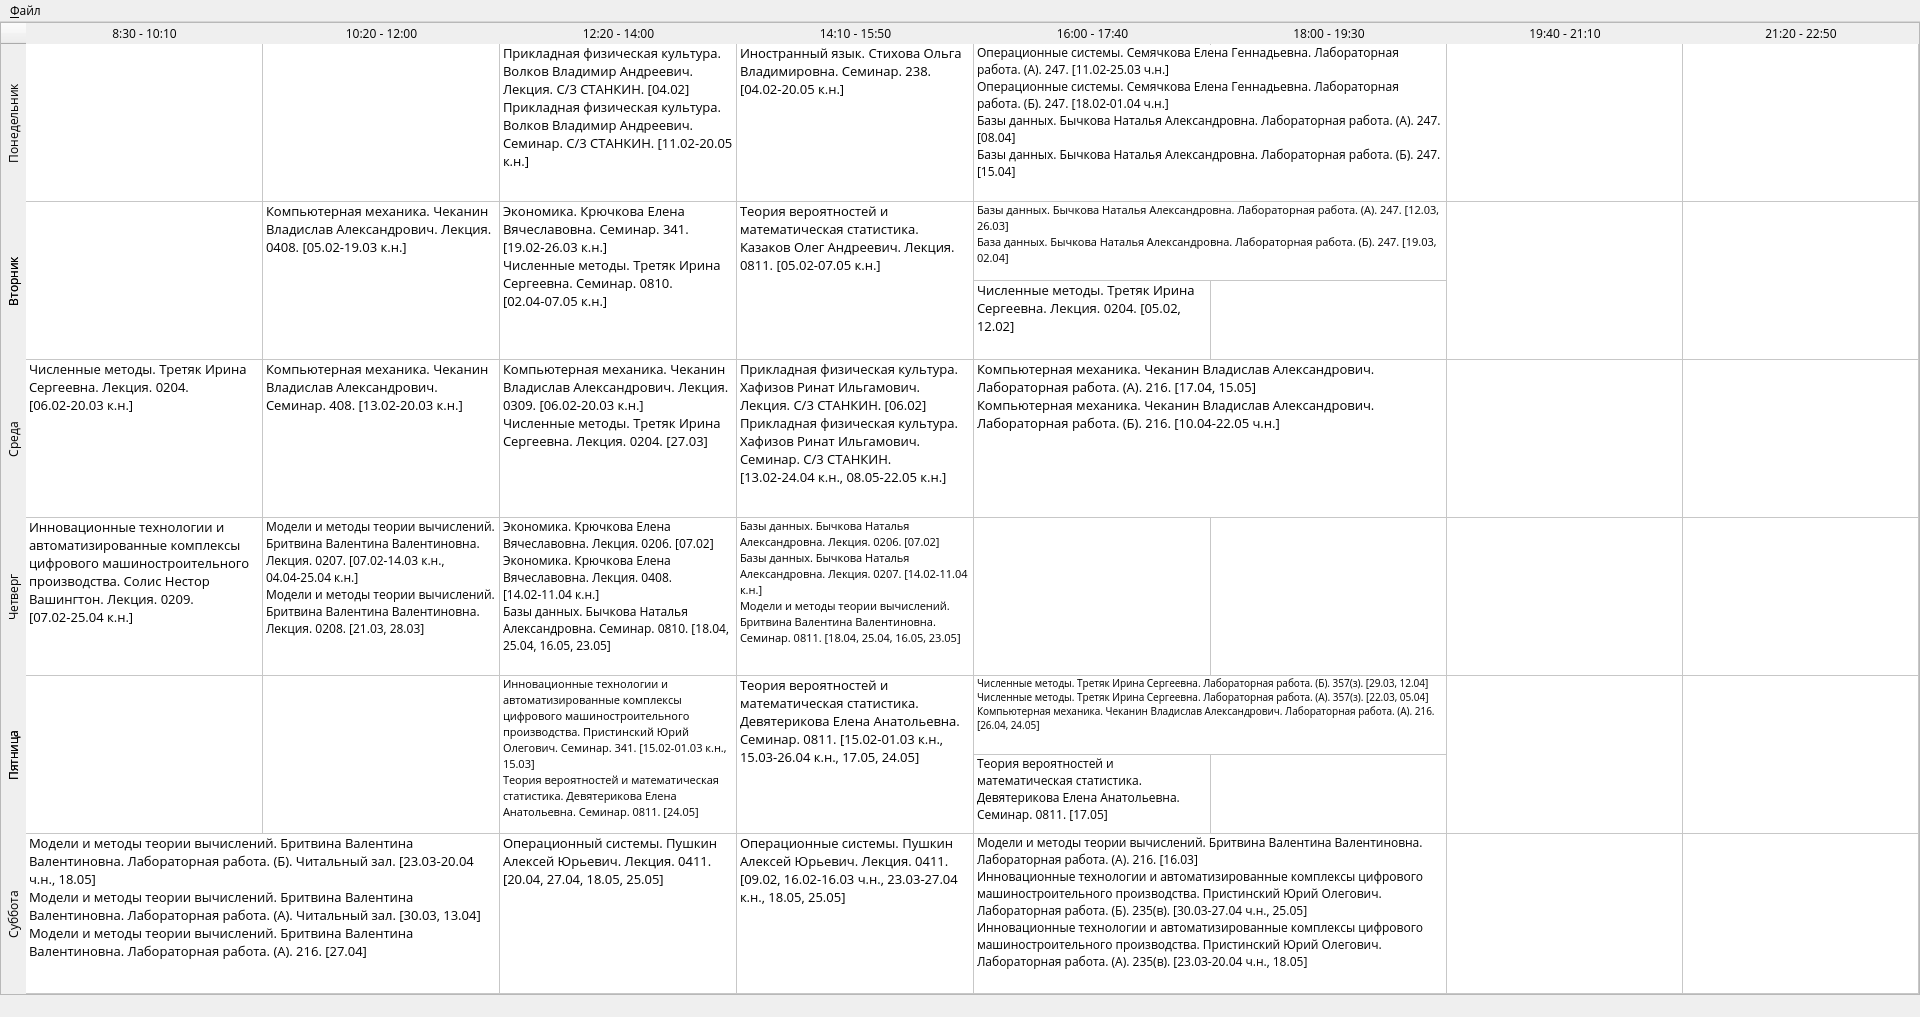 Файл
8:30 - 10:10
10:20 - 12:00
12:20 - 14:00
14:10 - 15:50
16:00 - 17:40
18:00 - 19:30
19:40 - 21:10
21:20 - 22:50
Понедельник
Прикладная физическая культура.
Волков Владимир Андреевич.
Лекция. С/З СТАНКИН. [04.02]
Прикладная физическая культура.
Волков Владимир Андреевич.
Семинар. С/З СТАНКИН. [11.02-20.05
к.н.]
Иностранный язык. Стихова Ольга
Владимировна. Семинар. 238.
[04.02-20.05 к.н.]
Операционные системы. Семячкова Елена Геннадьевна. Лабораторная
работа. (А). 247. [11.02-25.03 ч.н.]
Операционные системы. Семячкова Елена Геннадьевна. Лабораторная
работа. (Б). 247. [18.02-01.04 ч.н.]
Базы данных. Бычкова Наталья Александровна. Лабораторная работа. (А). 247.
[08.04]
Базы данных. Бычкова Наталья Александровна. Лабораторная работа. (Б). 247.
[15.04]
Вторник
Компьютерная механика. Чеканин
Владислав Александрович. Лекция.
0408. [05.02-19.03 к.н.]
Экономика. Крючкова Елена
Вячеславовна. Семинар. 341.
[19.02-26.03 к.н.]
Численные методы. Третяк Ирина
Сергеевна. Семинар. 0810.
[02.04-07.05 к.н.]
Теория вероятностей и
математическая статистика.
Казаков Олег Андреевич. Лекция.
0811. [05.02-07.05 к.н.]
Базы данных. Бычкова Наталья Александровна. Лабораторная работа. (А). 247. [12.03,
26.03]
База данных. Бычкова Наталья Александровна. Лабораторная работа. (Б). 247. [19.03,
02.04]
Численные методы. Третяк Ирина
Сергеевна. Лекция. 0204. [05.02,
12.02]
Среда
Численные методы. Третяк Ирина
Сергеевна. Лекция. 0204.
[06.02-20.03 к.н.]
Компьютерная механика. Чеканин
Владислав Александрович.
Семинар. 408. [13.02-20.03 к.н.]
Компьютерная механика. Чеканин
Владислав Александрович. Лекция.
0309. [06.02-20.03 к.н.]
Численные методы. Третяк Ирина
Сергеевна. Лекция. 0204. [27.03]
Прикладная физическая культура.
Хафизов Ринат Ильгамович.
Лекция. С/З СТАНКИН. [06.02]
Прикладная физическая культура.
Хафизов Ринат Ильгамович.
Семинар. С/З СТАНКИН.
[13.02-24.04 к.н., 08.05-22.05 к.н.]
Компьютерная механика. Чеканин Владислав Александрович.
Лабораторная работа. (А). 216. [17.04, 15.05]
Компьютерная механика. Чеканин Владислав Александрович.
Лабораторная работа. (Б). 216. [10.04-22.05 ч.н.]
Четверг
Инновационные технологии и
автоматизированные комплексы
цифрового машиностроительного
производства. Солис Нестор
Вашингтон. Лекция. 0209.
[07.02-25.04 к.н.]
Модели и методы теории вычислений.
Бритвина Валентина Валентиновна.
Лекция. 0207. [07.02-14.03 к.н.,
04.04-25.04 к.н.]
Модели и методы теории вычислений.
Бритвина Валентина Валентиновна.
Лекция. 0208. [21.03, 28.03]
Экономика. Крючкова Елена
Вячеславовна. Лекция. 0206. [07.02]
Экономика. Крючкова Елена
Вячеславовна. Лекция. 0408.
[14.02-11.04 к.н.]
Базы данных. Бычкова Наталья
Александровна. Семинар. 0810. [18.04,
25.04, 16.05, 23.05]
Базы данных. Бычкова Наталья
Александровна. Лекция. 0206. [07.02]
Базы данных. Бычкова Наталья
Александровна. Лекция. 0207. [14.02-11.04
к.н.]
Модели и методы теории вычислений.
Бритвина Валентина Валентиновна.
Семинар. 0811. [18.04, 25.04, 16.05, 23.05]
Пятница
Инновационные технологии и
автоматизированные комплексы
цифрового машиностроительного
производства. Пристинский Юрий
Олегович. Семинар. 341. [15.02-01.03 к.н.,
15.03]
Теория вероятностей и математическая
статистика. Девятерикова Елена
Анатольевна. Семинар. 0811. [24.05]
Теория вероятностей и
математическая статистика.
Девятерикова Елена Анатольевна.
Семинар. 0811. [15.02-01.03 к.н.,
15.03-26.04 к.н., 17.05, 24.05]
Численные методы. Третяк Ирина Сергеевна. Лабораторная работа. (Б). 357(з). [29.03, 12.04]
Численные методы. Третяк Ирина Сергеевна. Лабораторная работа. (А). 357(з). [22.03, 05.04]
Компьютерная механика. Чеканин Владислав Александрович. Лабораторная работа. (А). 216.
[26.04, 24.05]
Теория вероятностей и
математическая статистика.
Девятерикова Елена Анатольевна.
Семинар. 0811. [17.05]
Суббота
Модели и методы теории вычислений. Бритвина Валентина
Валентиновна. Лабораторная работа. (Б). Читальный зал. [23.03-20.04
ч.н., 18.05]
Модели и методы теории вычислений. Бритвина Валентина
Валентиновна. Лабораторная работа. (А). Читальный зал. [30.03, 13.04]
Модели и методы теории вычислений. Бритвина Валентина
Валентиновна. Лабораторная работа. (А). 216. [27.04]
Операционный системы. Пушкин
Алексей Юрьевич. Лекция. 0411.
[20.04, 27.04, 18.05, 25.05]
Операционные системы. Пушкин
Алексей Юрьевич. Лекция. 0411.
[09.02, 16.02-16.03 ч.н., 23.03-27.04
к.н., 18.05, 25.05]
Модели и методы теории вычислений. Бритвина Валентина Валентиновна.
Лабораторная работа. (А). 216. [16.03]
Инновационные технологии и автоматизированные комплексы цифрового
машиностроительного производства. Пристинский Юрий Олегович.
Лабораторная работа. (Б). 235(в). [30.03-27.04 ч.н., 25.05]
Инновационные технологии и автоматизированные комплексы цифрового
машиностроительного производства. Пристинский Юрий Олегович.
Лабораторная работа. (А). 235(в). [23.03-20.04 ч.н., 18.05]